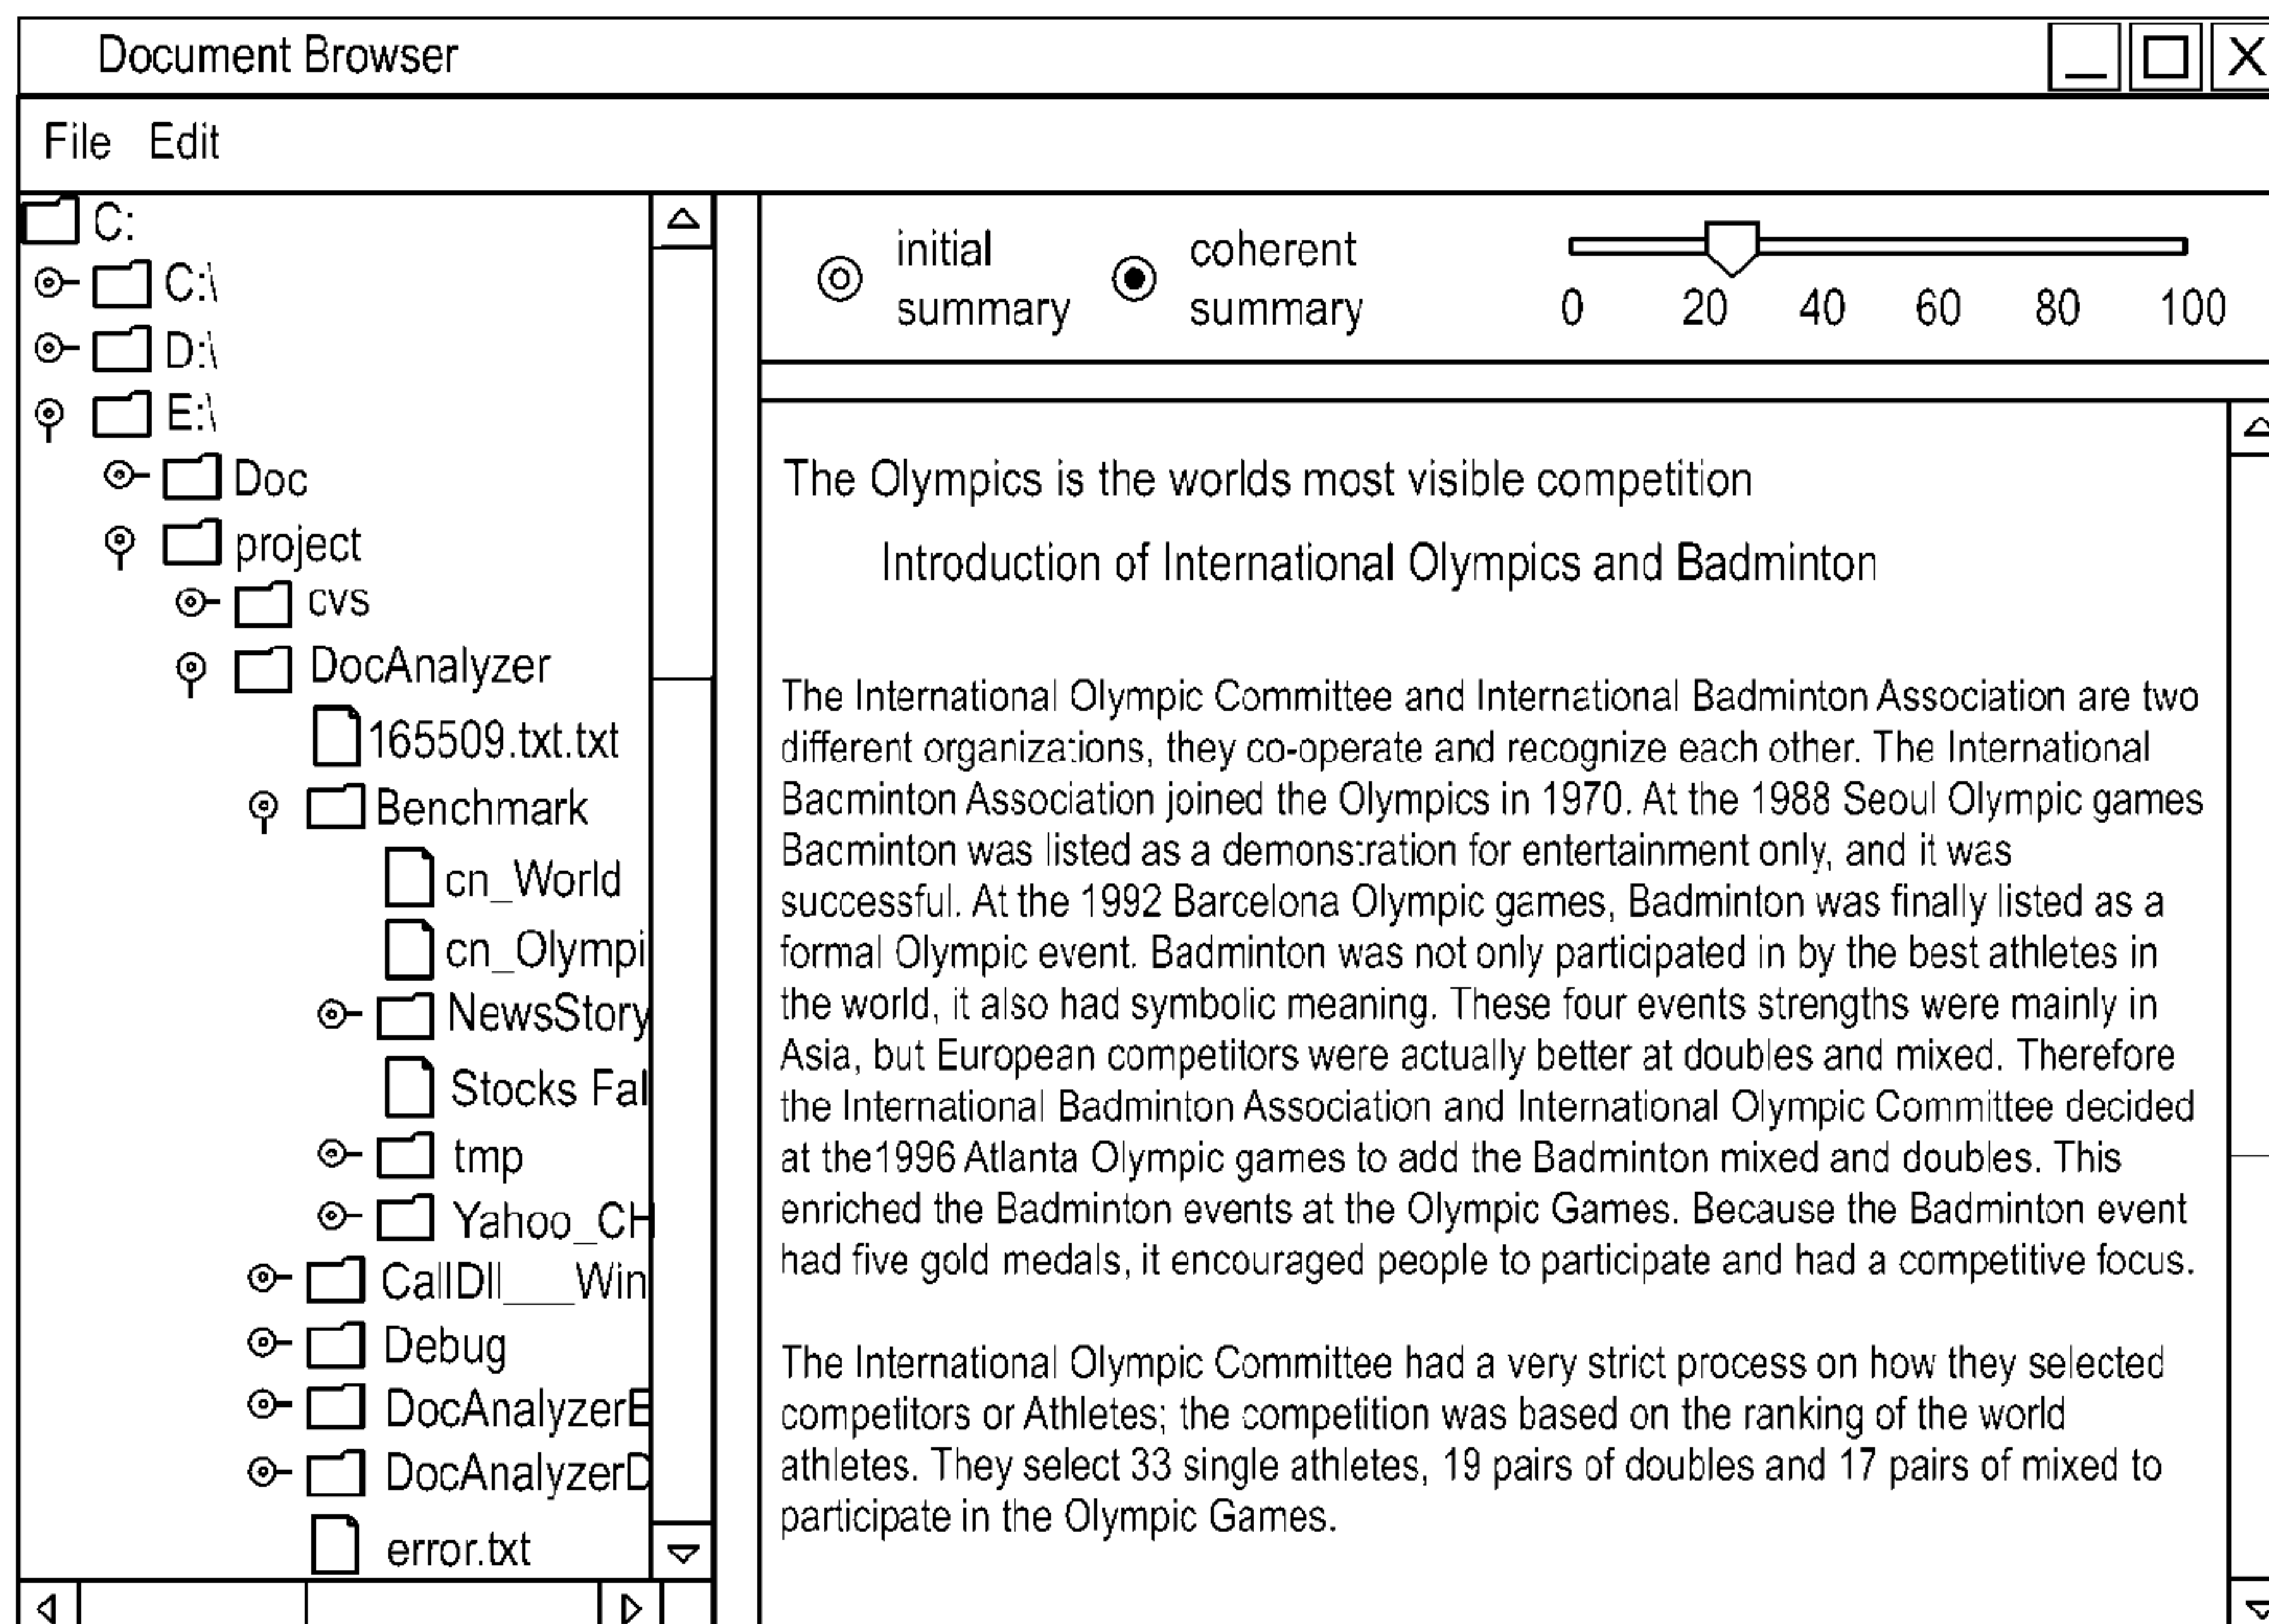 Document Browser
File Edit
C:
C:\
D:\
E:\
Doc
project
cvs
DocAnalyzer
165509.txt.txt
Benchmark
cn_World
cn_Olympi
NewsStory
Stocks Fal
tmp
Yahoo_CH
CallDll___Win
Debug
DocAnalyzerE
DocAnalyzerD
error.txt
initial
summary
coherent
summary
0 20 40 60 80 100
The Olympics is the worlds most visible competition
Introduction of International Olympics and Badminton
The International Olympic Committee and International Badminton Association are two
different organizations, they co-operate and recognize each other. The International
Badminton Association joined the Olympics in 1970. At the 1988 Seoul Olympic games
Badminton was listed as a demonstration for entertainment only, and it was
successful. At the 1992 Barcelona Olympic games, Badminton was finally listed as a
formal Olympic event. Badminton was not only participated in by the best athletes in
the world, it also had symbolic meaning. These four events strengths were mainly in
Asia, but European competitors were actually better at doubles and mixed. Therefore
the International Badminton Association and International Olympic Committee decided
at the1996 Atlanta Olympic games to add the Badminton mixed and doubles. This
enriched the Badminton events at the Olympic Games. Because the Badminton event
had five gold medals, it encouraged people to participate and had a competitive focus.
The International Olympic Committee had a very strict process on how they selected
competitors or Athletes; the competition was based on the ranking of the world
athletes. They select 33 single athletes, 19 pairs of doubles and 17 pairs of mixed to
participate in the Olympic Games.